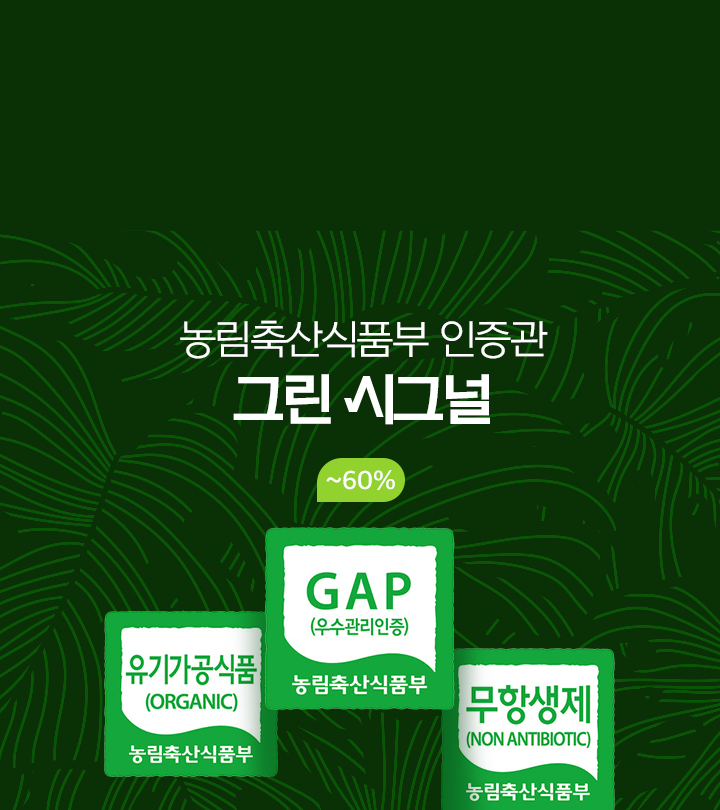 농림축산식품부 인증관
그린 시그널
~60%
GAP
(우수관리인증)
농림축산식품부
유기가공식품
(ORGANIC)
농림축산식품부
무항생제
(NON ANTIBIOTIC)
농림축산식품부